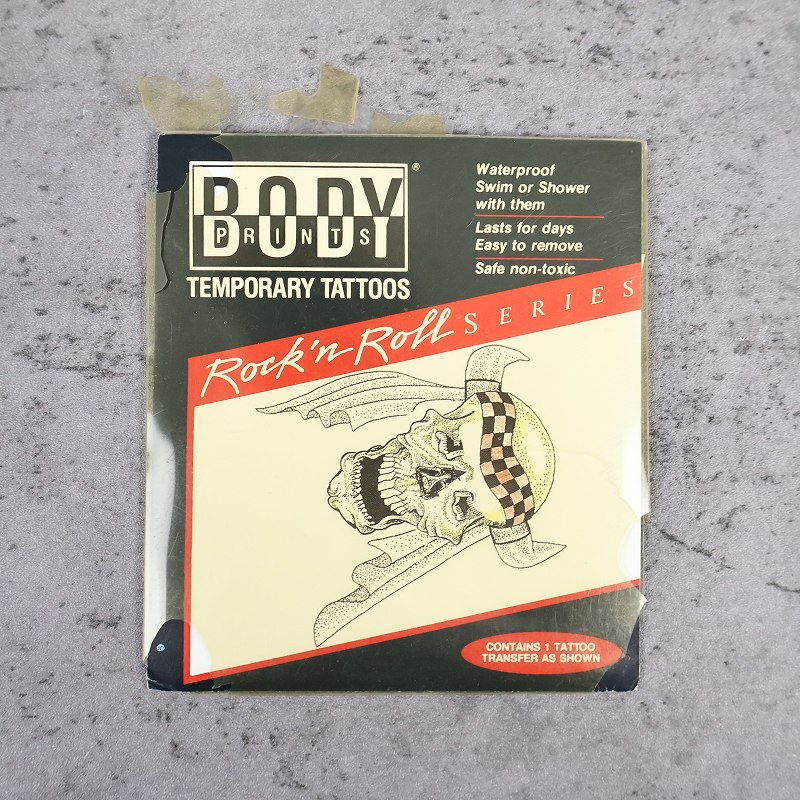 BODY®
PRINTS
TEMPORARY TATTOOS
Waterproof
Swim or Shower
with them
Lasts for days
Easy to remove
Safe non-toxic
Rock'n Roll SERIES
CONTAINS 1 TATTOO
TRANSFER AS SHOWN